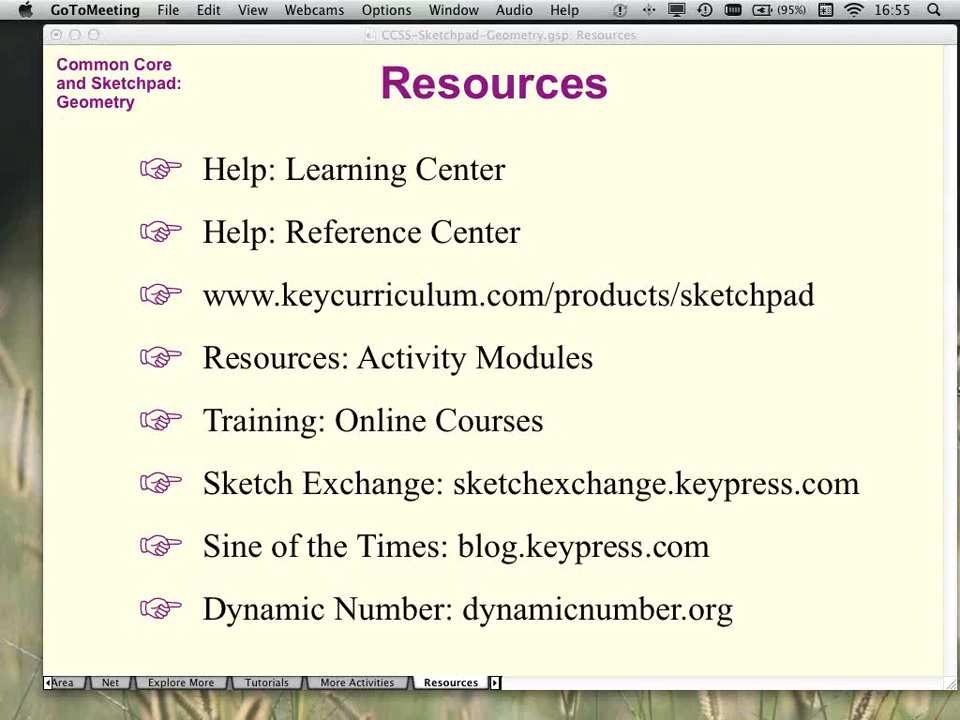 GoToMeeting File Edit View Webcams Options Window Audio Help (95%) 16:55
CCSS-Sketchpad-Geometry.gsp: Resources
Common Core
and Sketchpad:
Geometry
Resources
Help: Learning Center
Help: Reference Center
www.keycurriculum.com/products/sketchpad
Resources: Activity Modules
Training: Online Courses
Sketch Exchange: sketchexchange.keypress.com
Sine of the Times: blog.keypress.com
Dynamic Number: dynamicnumber.org
Area Net Explore More Tutorials More Activities Resources